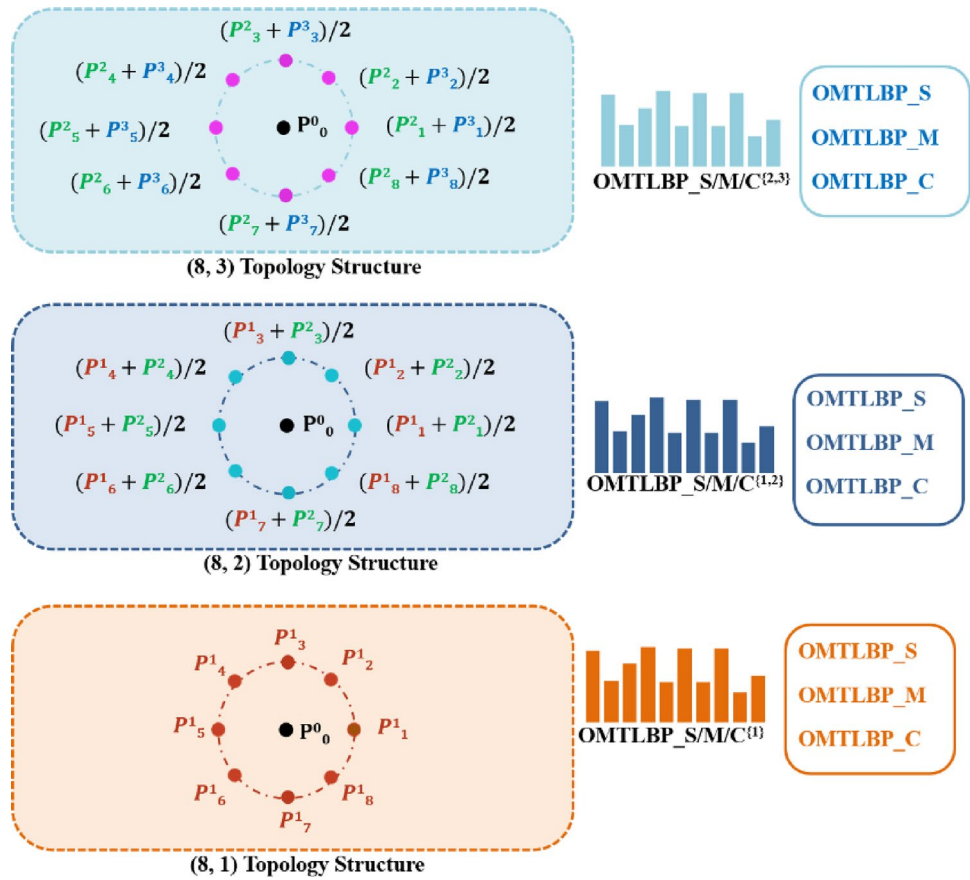 (P²₃ + P³₃)/2
(P²₄ + P³₄)/2
(P²₂ + P³₂)/2
(P²₅ + P³₅)/2
P⁰₀
(P²₁ + P³₁)/2
(P²₆ + P³₆)/2
(P²₈ + P³₈)/2
(P²₇ + P³₇)/2
(8, 3) Topology Structure
OMTLBP_S/M/C{2,3}
OMTLBP_S
OMTLBP_M
OMTLBP_C
(P¹₃ + P²₃)/2
(P¹₄ + P²₄)/2
(P¹₂ + P²₂)/2
(P¹₅ + P²₅)/2
P⁰₀
(P¹₁ + P²₁)/2
(P¹₆ + P²₆)/2
(P¹₈ + P²₈)/2
(P¹₇ + P²₇)/2
(8, 2) Topology Structure
OMTLBP_S/M/C{1,2}
OMTLBP_S
OMTLBP_M
OMTLBP_C
P¹₃
P¹₄
P¹₂
P¹₅
P⁰₀
P¹₁
P¹₆
P¹₈
P¹₇
(8, 1) Topology Structure
OMTLBP_S/M/C{1}
OMTLBP_S
OMTLBP_M
OMTLBP_C